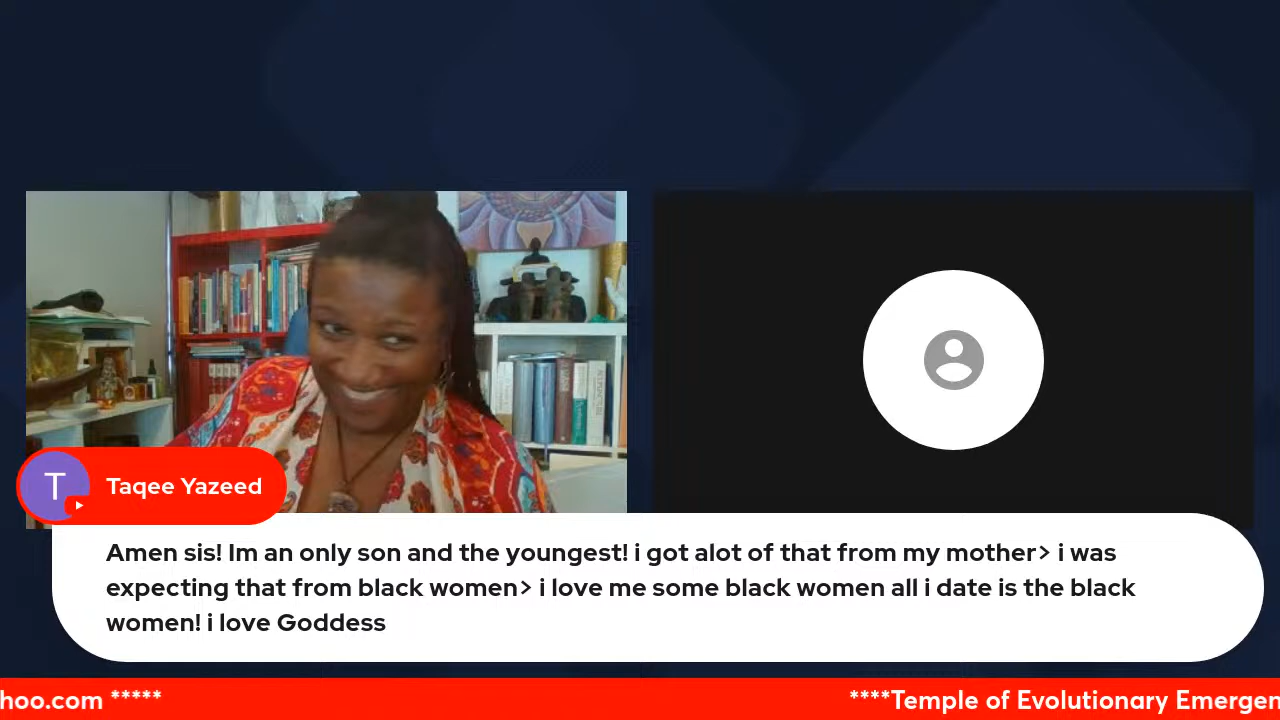 T
Taqee Yazeed
Amen sis! Im an only son and the youngest! i got alot of that from my mother> i was
expecting that from black women> i love me some black women all i date is the black
women! i love Goddess
hoo.com *****
****Temple of Evolutionary Emergen